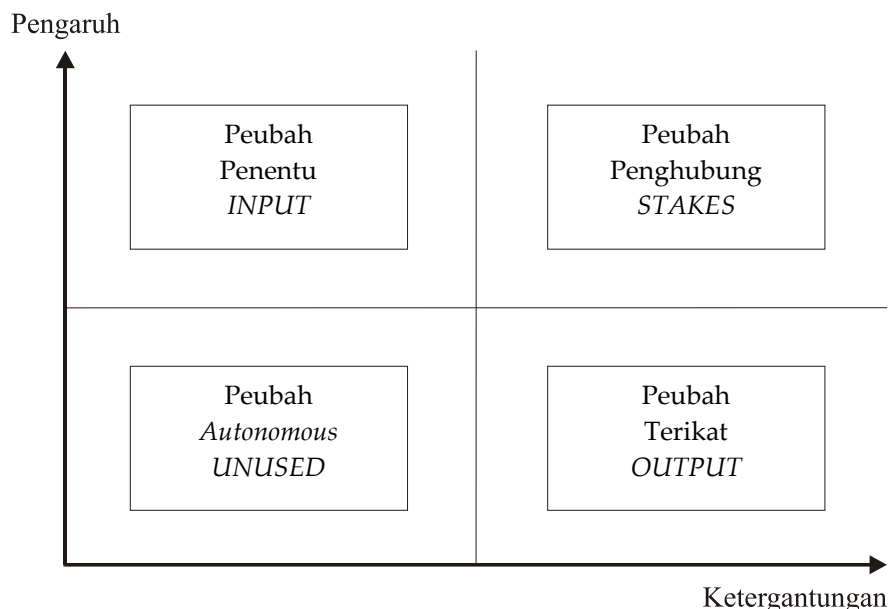 Pengaruh
Peubah
Penentu
INPUT
Peubah
Penghubung
STAKES
Peubah
Autonomous
UNUSED
Peubah
Terikat
OUTPUT
Ketergantungan